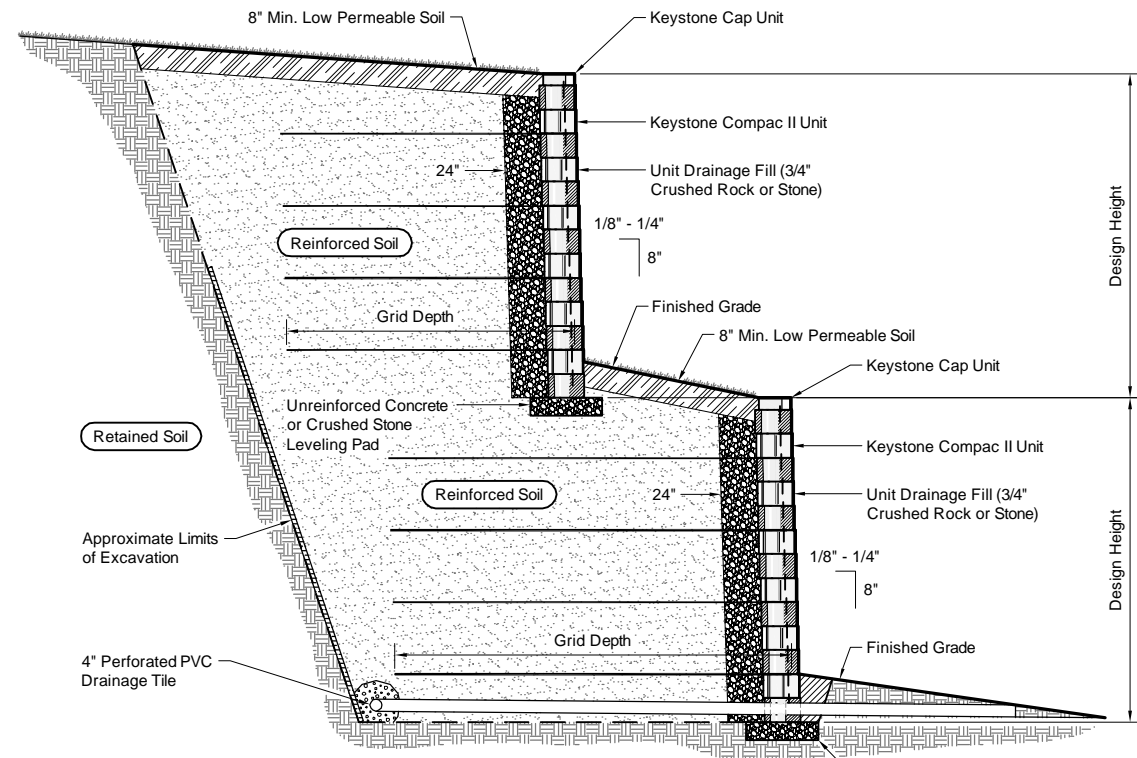 8" Min. Low Permeable Soil
Keystone Cap Unit
Keystone Compac II Unit
24"
Unit Drainage Fill (3/4"
Crushed Rock or Stone)
1/8" - 1/4"
8"
Reinforced Soil
Design Height
Grid Depth
Finished Grade
8" Min. Low Permeable Soil
Keystone Cap Unit
Unreinforced Concrete
or Crushed Stone
Leveling Pad
Retained Soil
Keystone Compac II Unit
Reinforced Soil
24"
Unit Drainage Fill (3/4"
Crushed Rock or Stone)
Approximate Limits
of Excavation
1/8" - 1/4"
8"
Design Height
Grid Depth
Finished Grade
4" Perforated PVC
Drainage Tile